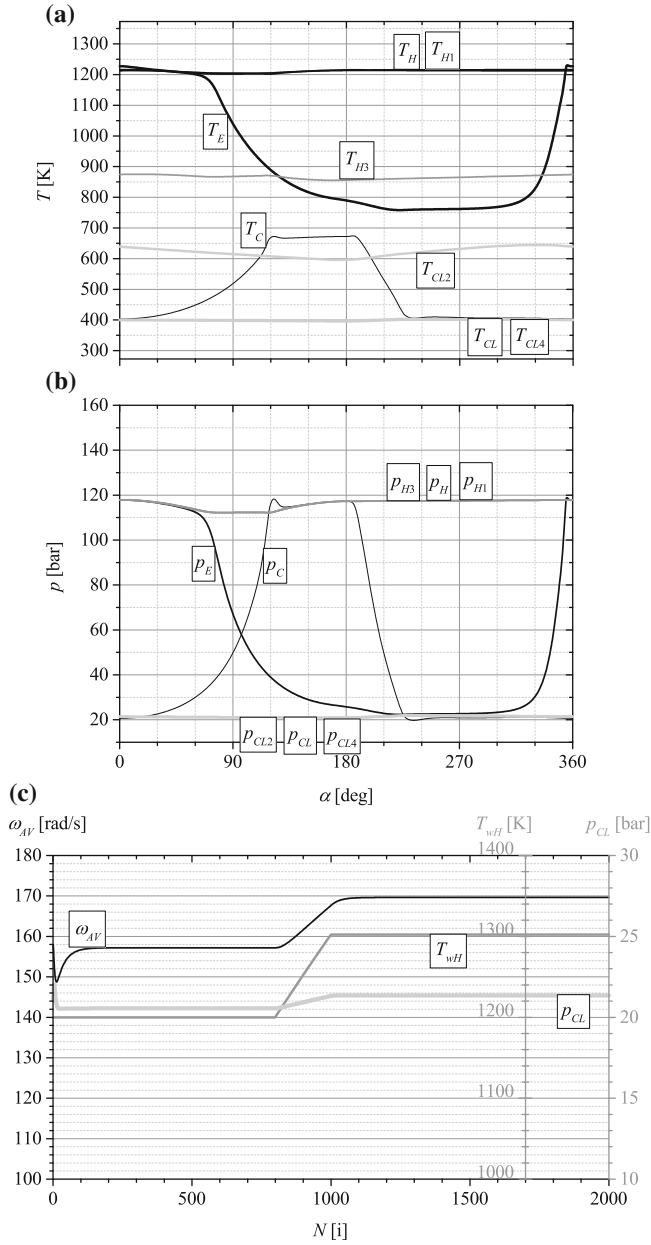 (a)
1300
1200
1100
1000
900
800
700
600
500
400
300
T [K]
T_H T_H1
T_E
T_H3
T_C
T_CL2
T_CL T_CL4
(b)
160
140
120
100
80
60
40
20
p [bar]
p_H3 p_H p_H1
p_E p_C
p_CL2 p_CL p_CL4
0 90 180 270 360
α [deg]
(c)
ω_AV [rad/s] T_wH [K] p_CL [bar]
180
170
160
150
140
130
120
110
100
1400
1300
1200
1100
1000
30
25
20
15
10
ω_AV
T_wH
p_CL
0 500 1000 1500 2000
N [i]